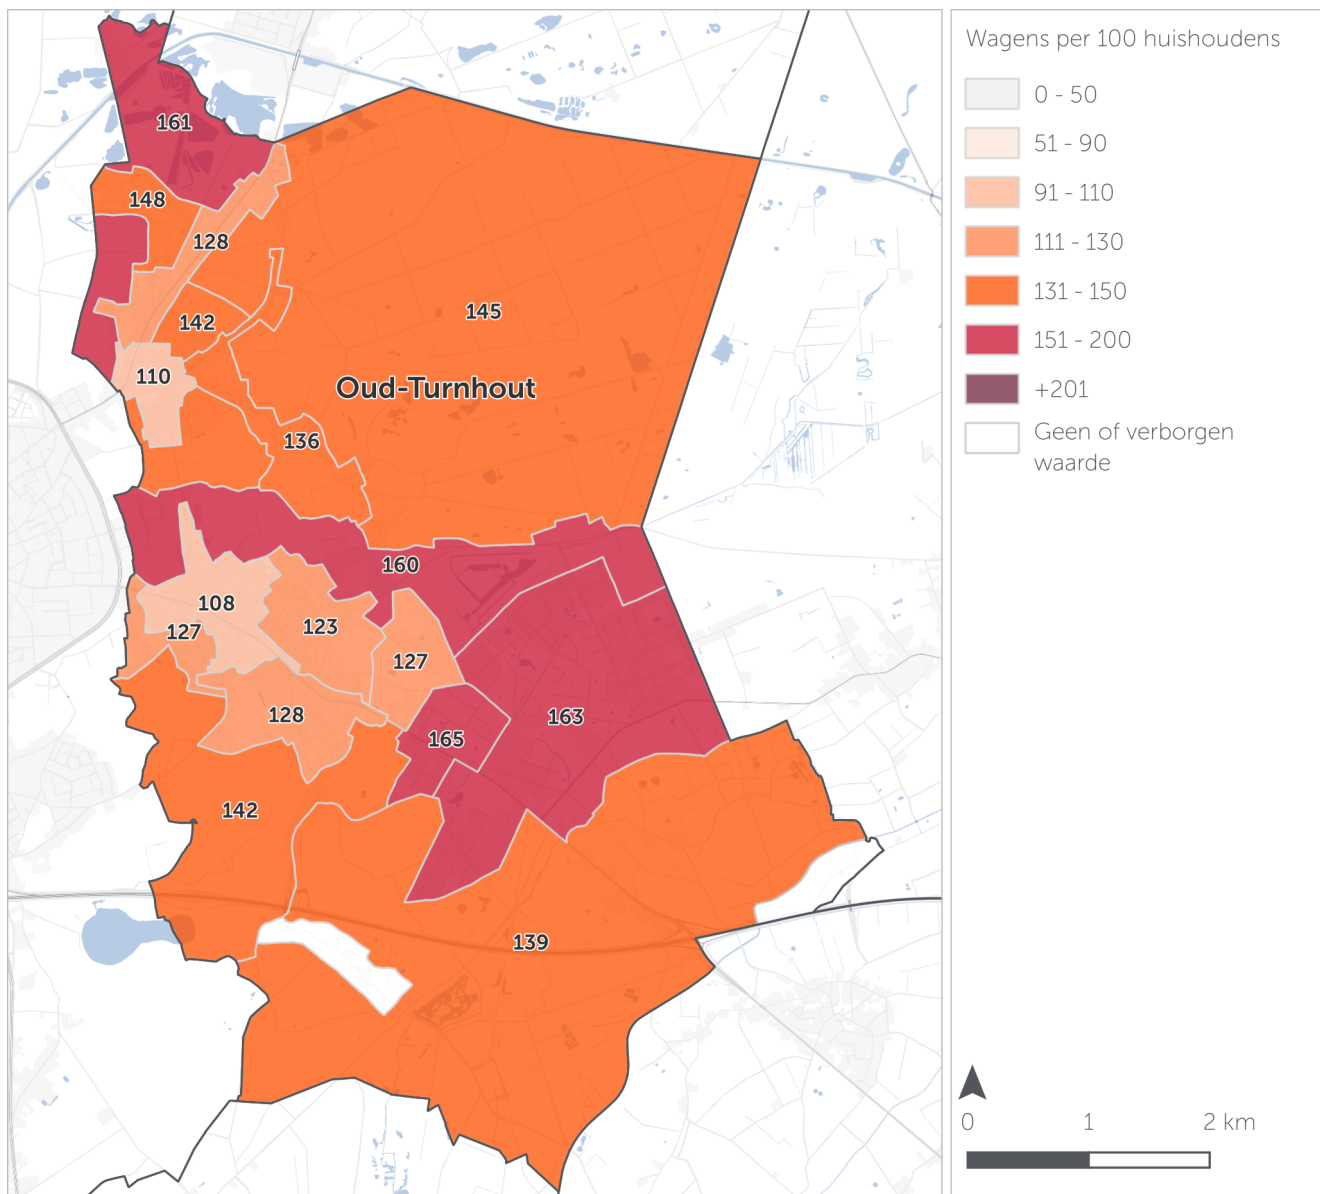 161
148
128
145
142
110
Oud-Turnhout
136
160
108
123
127
127
128
163
165
142
139
Wagens per 100 huishoudens
0 - 50
51 - 90
91 - 110
111 - 130
131 - 150
151 - 200
+201
Geen of verborgen
waarde
0 1 2 km